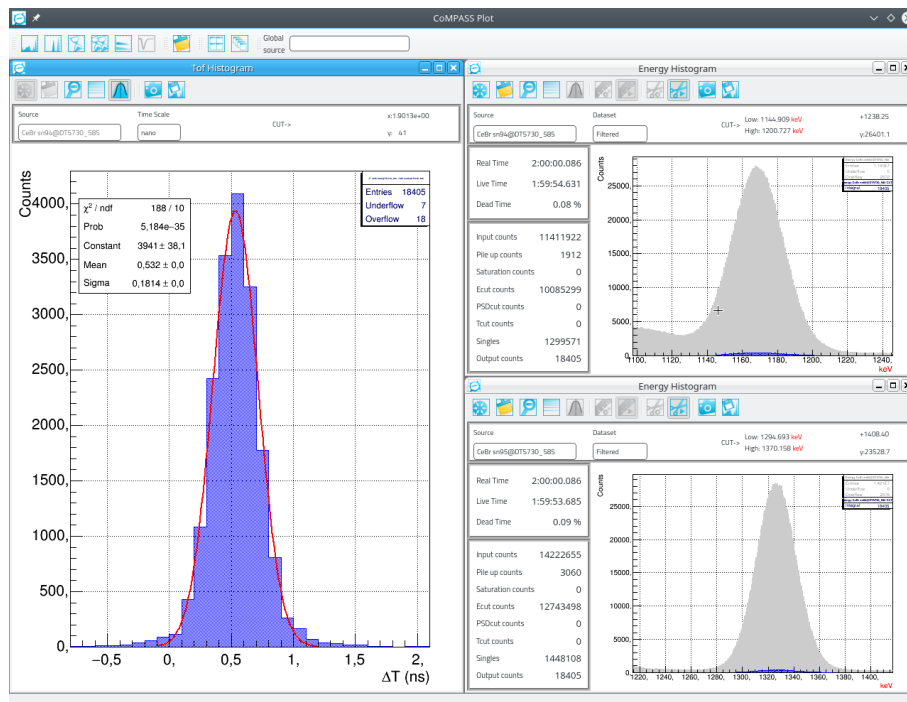 CoMPASS Plot
Global
source
Tof Histogram
Source
Time Scale
CeBr sn94@DT5730_585
nano
CUT->
x:1.9013e+00
y: 41
Counts
4000,
3500,
3000,
2500,
2000,
1500,
1000,
500,
0,
χ² / ndf 188 / 10
Prob 5,184e−35
Constant 3941 ± 38,1
Mean 0,532 ± 0,0
Sigma 0,1814 ± 0,0
Entries 18405
Underflow 7
Overflow 18
−0,5 0, 0,5 1, 1,5 2,
ΔT (ns)
Energy Histogram
Source
Dataset
CeBr sn94@DT5730_585
Filtered
CUT->
Low: 1144.909 keV
High: 1200.727 keV
+1238.25
y:26401.1
Real Time 2:00:00.086
Live Time 1:59:54.631
Dead Time 0.08 %
Input counts 11411922
Pile up counts 1912
Saturation counts 0
Ecut counts 10085299
PSDcut counts 0
Tcut counts 0
Singles 1299571
Output counts 18405
Counts
25000,
20000,
15000,
10000,
5000,
0,
1100, 1120, 1140, 1160, 1180, 1200, 1220, 1240,
keV
Energy Histogram
Source
Dataset
CeBr sn95@DT5730_585
Filtered
CUT->
Low: 1294.693 keV
High: 1370.158 keV
+1408.40
y:23528.7
Real Time 2:00:00.086
Live Time 1:59:53.685
Dead Time 0.09 %
Input counts 14222655
Pile up counts 3060
Saturation counts 0
Ecut counts 12743498
PSDcut counts 0
Tcut counts 0
Singles 1448108
Output counts 18405
Counts
25000,
20000,
15000,
10000,
5000,
0,
1220, 1240, 1260, 1280, 1300, 1320, 1340, 1360, 1380, 1400,
keV